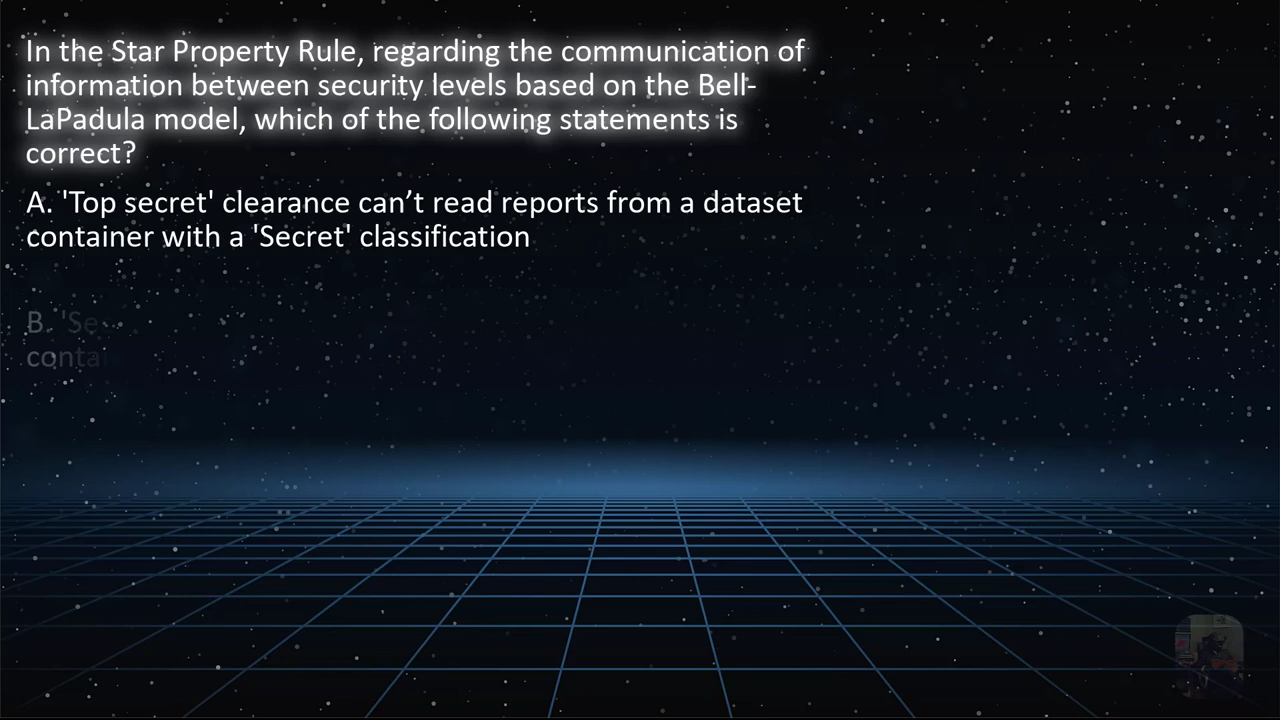 In the Star Property Rule, regarding the communication of
information between security levels based on the Bell-
LaPadula model, which of the following statements is
correct?
A. 'Top secret' clearance can’t read reports from a dataset
container with a 'Secret' classification
B. 'Se
conta